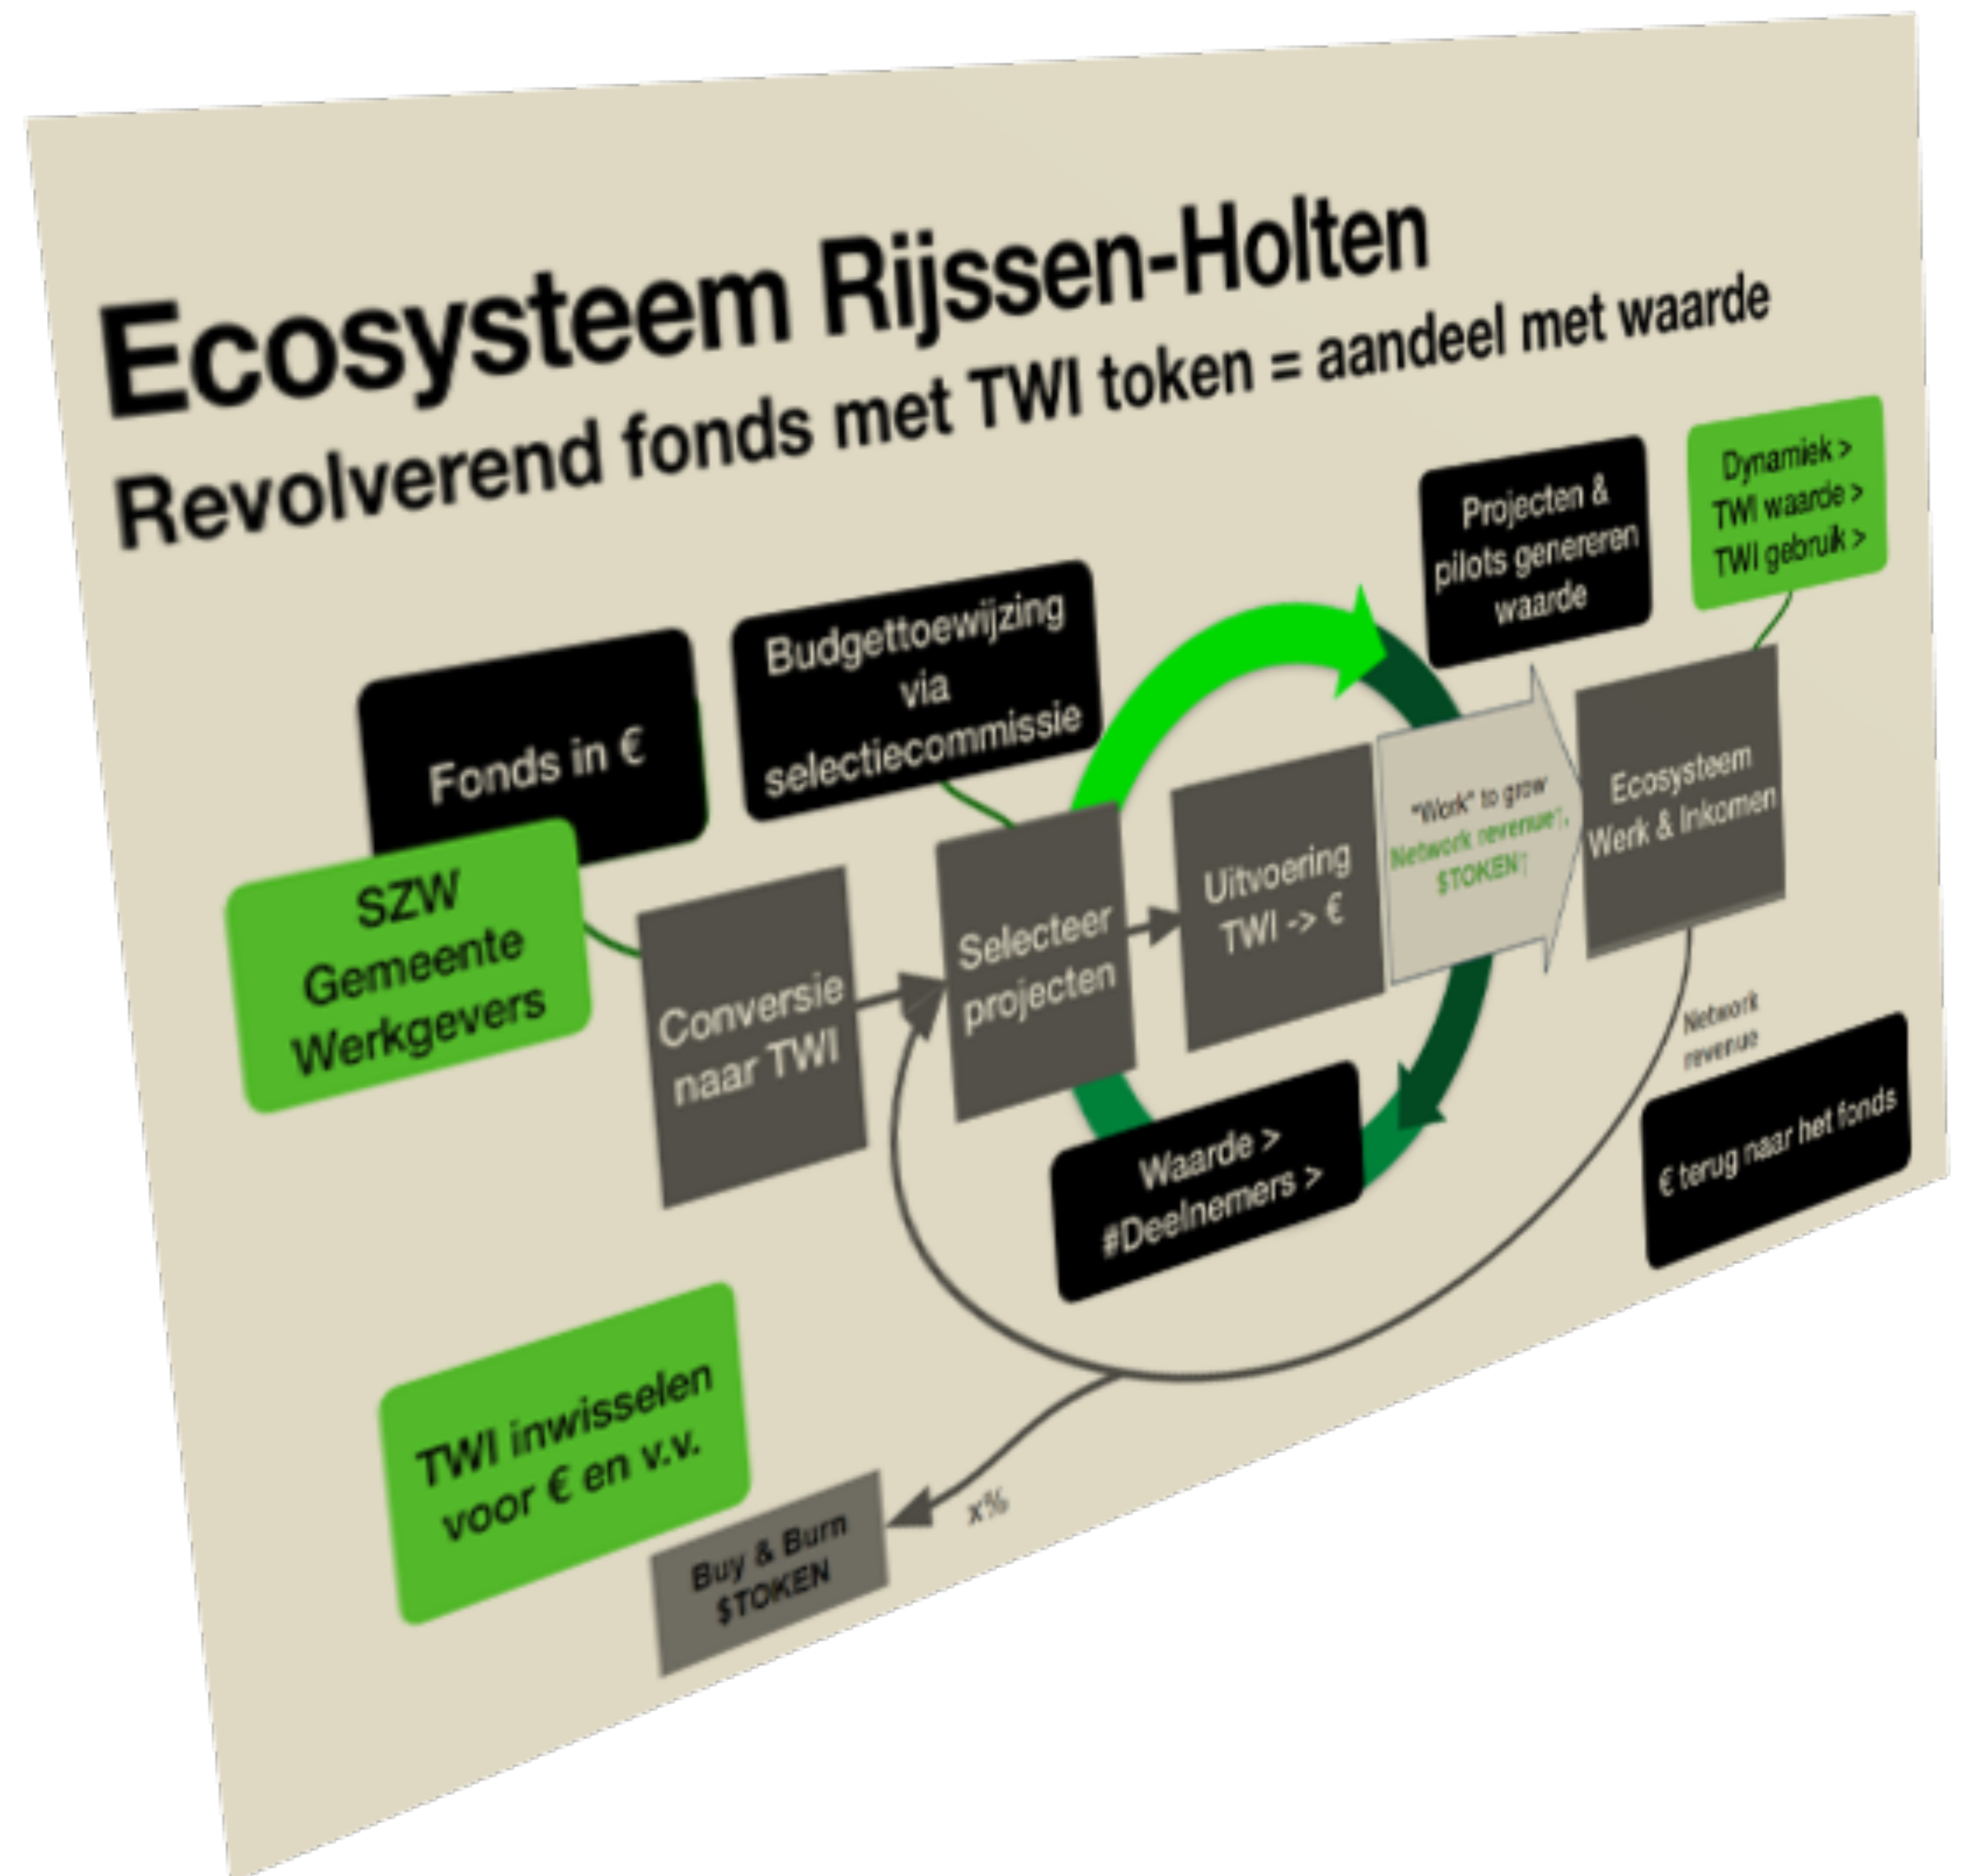 Ecosysteem Rijssen-Holten
Revolverend fonds met TWI token = aandeel met waarde
Fonds in €
SZW
Gemeente
Werkgevers
Conversie
naar TWI
Budgettoewijzing
via
selectiecommissie
Selecteer
projecten
Uitvoering
TWI -> €
Projecten &
pilots genereren
waarde
"Work" to grow
Network revenue↑,
$TOKEN↑
Dynamiek >
TWI waarde >
TWI gebruik >
Ecosysteem
Werk & Inkomen
Network
revenue
€ terug naar het fonds
Waarde >
#Deelnemers >
TWI inwisselen
voor € en v.v.
x%
Buy & Burn
$TOKEN